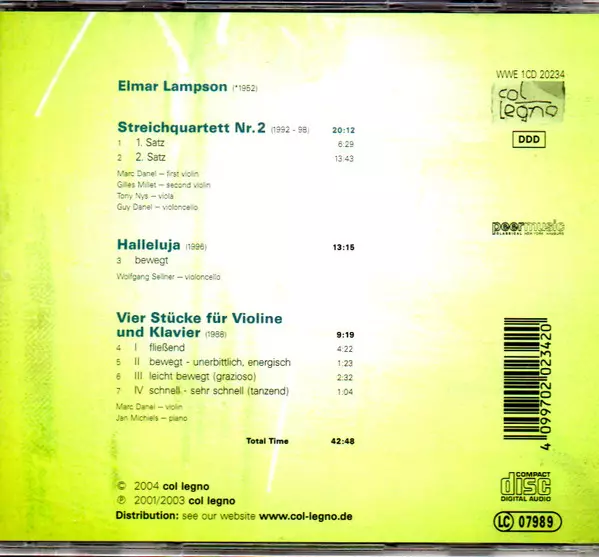 WWE 1CD 20234
col legno
DDD
Elmar Lampson (*1952)
Streichquartett Nr. 2 (1992 - 98) 20:12
1 1. Satz 6:29
2 2. Satz 13:43
Marc Danel – first violin
Gilles Millet – second violin
Tony Nys – viola
Guy Danel – violoncello
peermusic
Halleluja (1996) 13:15
3 bewegt
Wolfgang Sellner – violoncello
Vier Stücke für Violine
und Klavier (1988) 9:19
4 I fließend 4:22
5 II bewegt - unerbittlich, energisch 1:23
6 III leicht bewegt (grazioso) 2:32
7 IV schnell - sehr schnell (tanzend) 1:04
Marc Danel – violin
Jan Michiels – piano
Total Time 42:48
4 099702 023420
© 2004 col legno
℗ 2001/2003 col legno
Distribution: see our website www.col-legno.de
COMPACT
disc
DIGITAL AUDIO
LC 07989